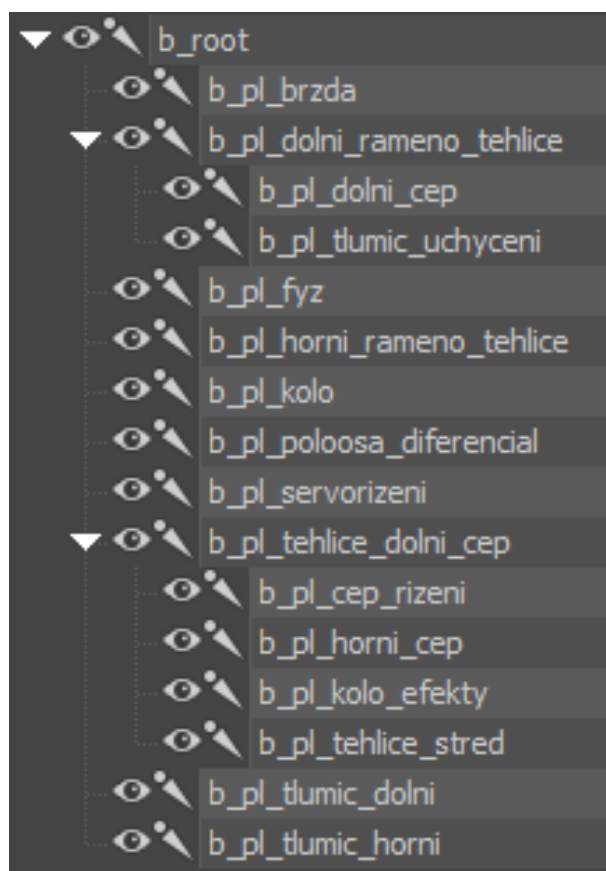 b_root
b_pl_brzda
b_pl_dolni_rameno_tehlice
b_pl_dolni_cep
b_pl_tlumic_uchyceni
b_pl_fyz
b_pl_horni_rameno_tehlice
b_pl_kolo
b_pl_poloosa_diferencial
b_pl_servorizeni
b_pl_tehlice_dolni_cep
b_pl_cep_rizeni
b_pl_horni_cep
b_pl_kolo_efekty
b_pl_tehlice_stred
b_pl_tlumic_dolni
b_pl_tlumic_horni